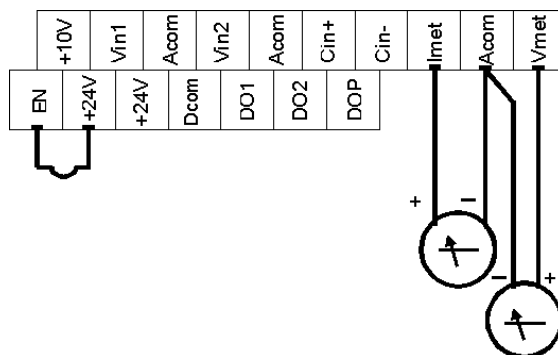 +10V Vin1 Acom Vin2 Acom Cin+ Cin- Imet Acom Vmet
EN +24V +24V Dcom DO1 DO2 DOP
+ − − +